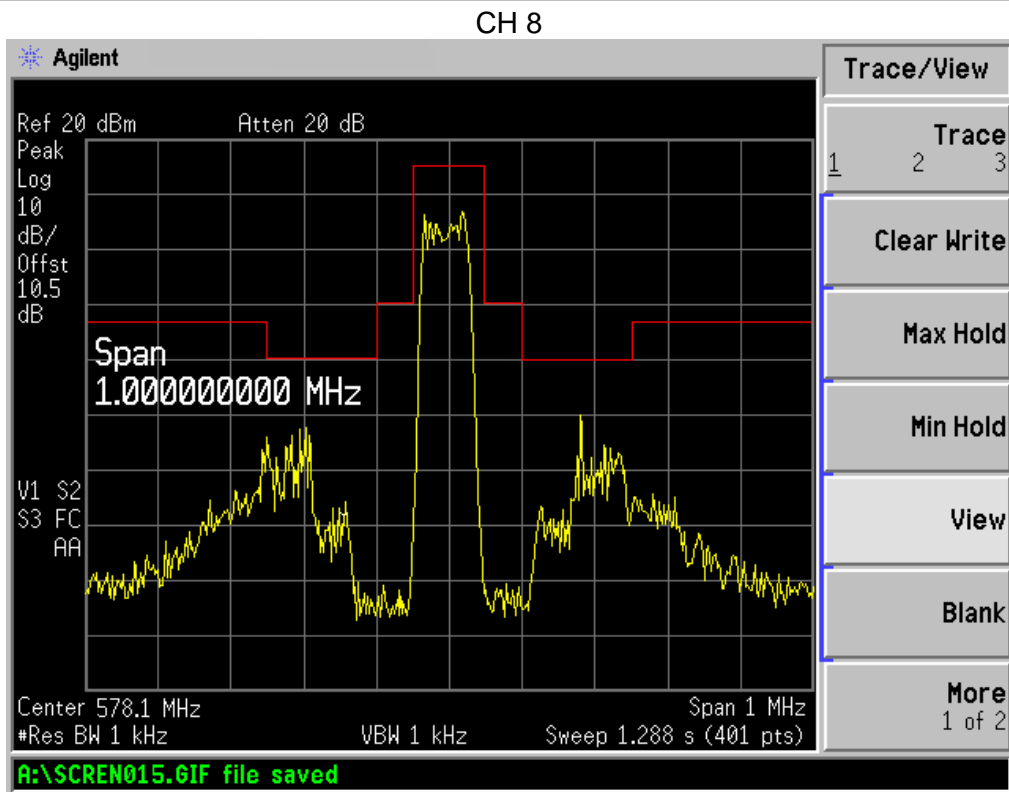 CH 8
Agilent
Trace/View
Ref 20 dBm Atten 20 dB
Peak
Log
10
dB/
Offst
10.5
dB
Span
1.000000000 MHz
V1 S2
S3 FC
AA
Center 578.1 MHz Span 1 MHz
#Res BW 1 kHz VBW 1 kHz Sweep 1.288 s (401 pts)
A:\SCREN015.GIF file saved
Trace
1 2 3
Clear Write
Max Hold
Min Hold
View
Blank
More
1 of 2